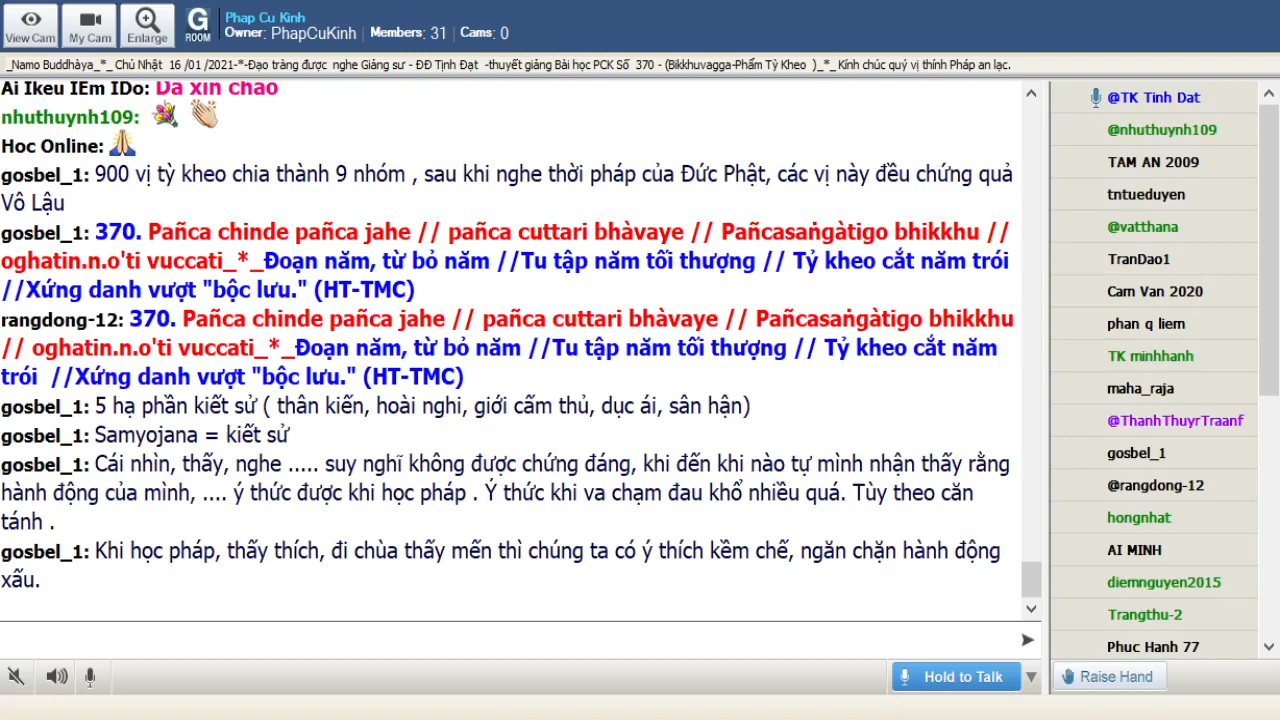 View Cam
My Cam
Enlarge
G
ROOM
Phap Cu Kinh
Owner: PhapCuKinh | Members: 31 | Cams: 0
_Namo Buddhàya_*_ Chủ Nhật 16 /01 /2021-*-Đạo tràng được nghe Giảng sư - ĐĐ Tịnh Đạt -thuyết giảng Bài học PCK Số 370 - (Bikkhuvagga-Phẩm Tỳ Kheo )_*_Kính chúc quý vị thính Pháp an lạc.
Ai Ikeu IEm IDo: Dạ xin chào
nhuthuynh109:
Hoc Online:
gosbel_1: 900 vị tỳ kheo chia thành 9 nhóm , sau khi nghe thời pháp của Đức Phật, các vị này đều chứng quả
Vô Lậu
gosbel_1: 370. Pañca chinde pañca jahe // pañca cuttari bhàvaye // Pañcasaṅgàtigo bhikkhu //
oghatin.n.o'ti vuccati_*_Đoạn năm, từ bỏ năm //Tu tập năm tối thượng // Tỷ kheo cắt năm trói
//Xứng danh vượt "bộc lưu." (HT-TMC)
rangdong-12: 370. Pañca chinde pañca jahe // pañca cuttari bhàvaye // Pañcasaṅgàtigo bhikkhu
// oghatin.n.o'ti vuccati_*_Đoạn năm, từ bỏ năm //Tu tập năm tối thượng // Tỷ kheo cắt năm
trói //Xứng danh vượt "bộc lưu." (HT-TMC)
gosbel_1: 5 hạ phần kiết sử ( thân kiến, hoài nghi, giới cấm thủ, dục ái, sân hận)
gosbel_1: Samyojana = kiết sử
gosbel_1: Cái nhìn, thấy, nghe ..... suy nghĩ không được chứng đáng, khi đến khi nào tự mình nhận thấy rằng
hành động của mình, .... ý thức được khi học pháp . Ý thức khi va chạm đau khổ nhiều quá. Tùy theo căn
tánh .
gosbel_1: Khi học pháp, thấy thích, đi chùa thấy mến thì chúng ta có ý thích kềm chế, ngăn chặn hành động
xấu.
@TK Tinh Dat
@nhuthuynh109
TAM AN 2009
tntueduyen
@vatthana
TranDao1
Cam Van 2020
phan q liem
TK minhhanh
maha_raja
@ThanhThuyrTraanf
gosbel_1
@rangdong-12
hongnhat
AI MINH
diemnguyen2015
Trangthu-2
Phuc Hanh 77
Hold to Talk
Raise Hand